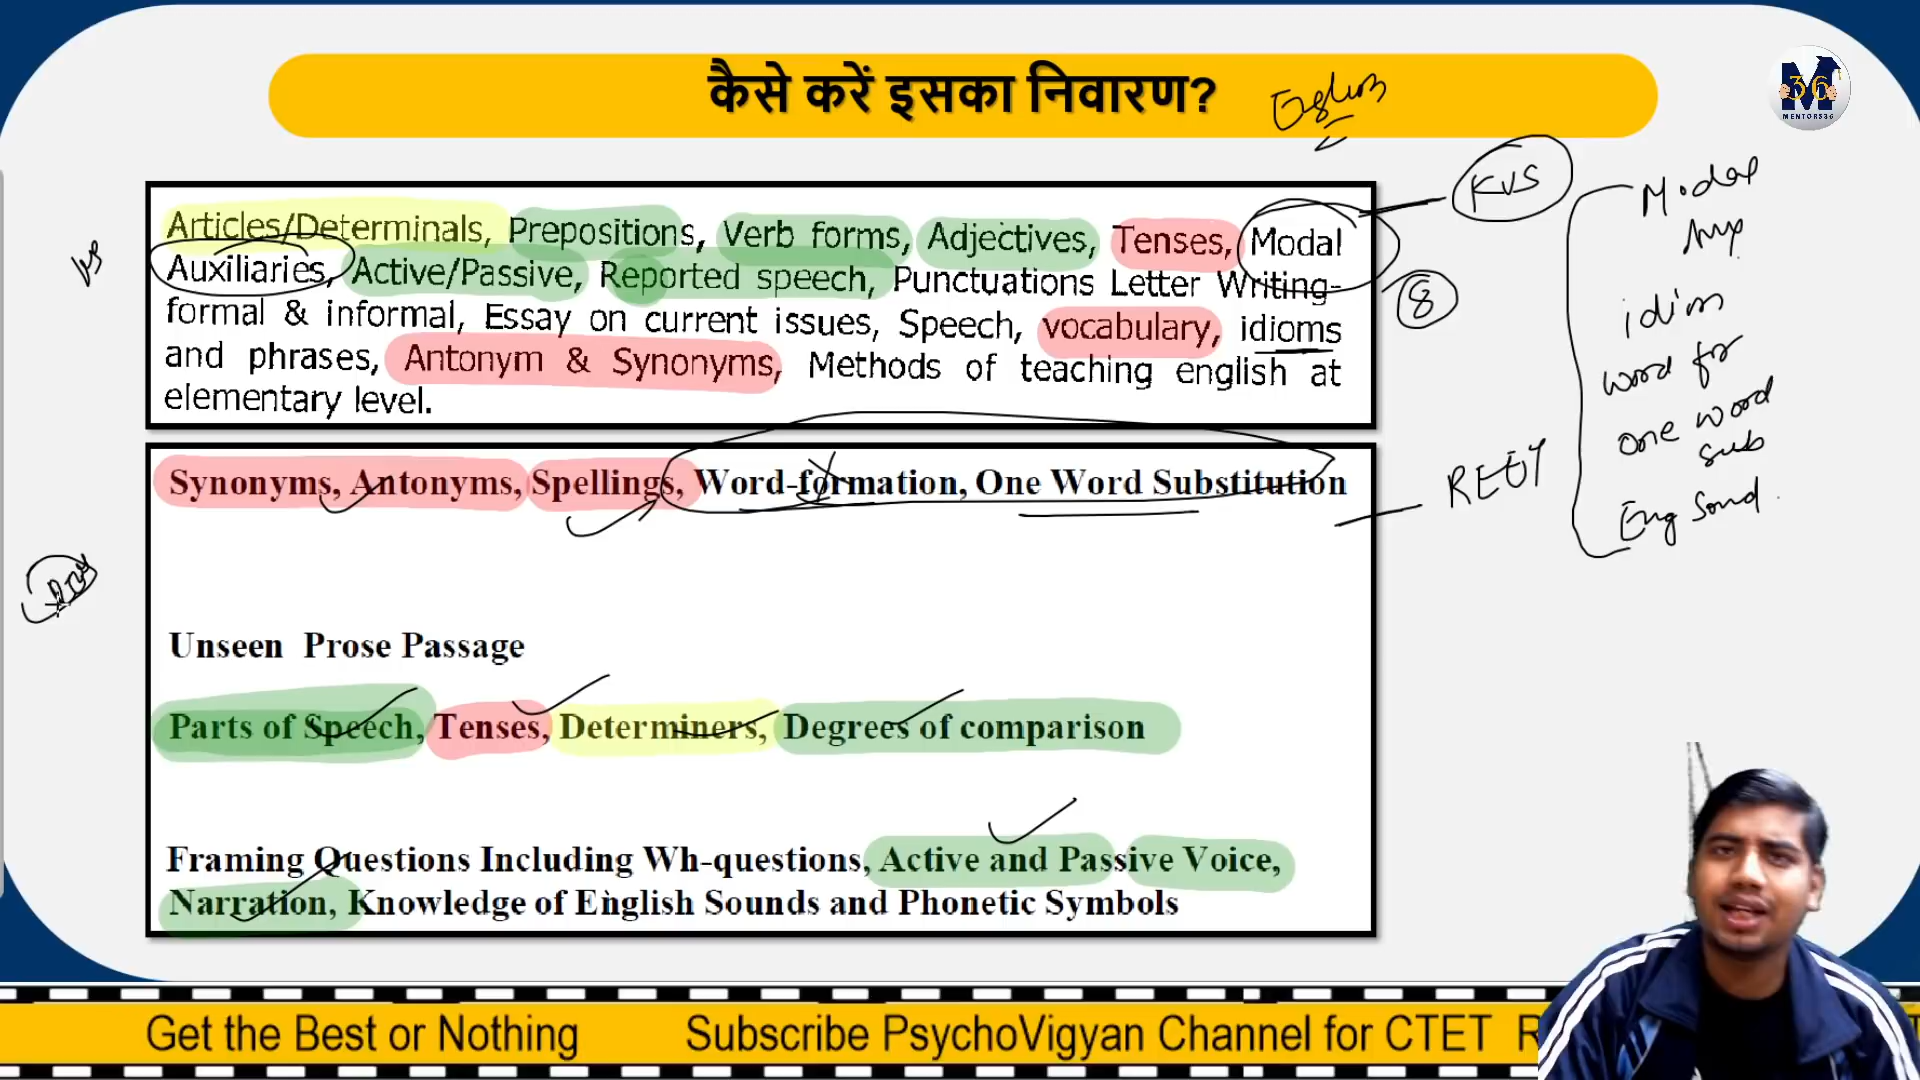 कैसे करें इसका निवारण?
English
M36
MENTORS36
Articles/Determinals, Prepositions, Verb forms, Adjectives, Tenses, Modal
Auxiliaries, Active/Passive, Reported speech, Punctuations Letter Writing-
formal & informal, Essay on current issues, Speech, vocabulary, idioms
and phrases, Antonym & Synonyms, Methods of teaching english at
elementary level.
KVS
8
Modal
Aux
idiom
word for
one word
sub
Eng Sound
Synonyms, Antonyms, Spellings, Word-formation, One Word Substitution
Unseen Prose Passage
Parts of Speech, Tenses, Determiners, Degrees of comparison
Framing Questions Including Wh-questions, Active and Passive Voice,
Narration, Knowledge of English Sounds and Phonetic Symbols
Get the Best or Nothing
Subscribe PsychoVigyan Channel for CTET R